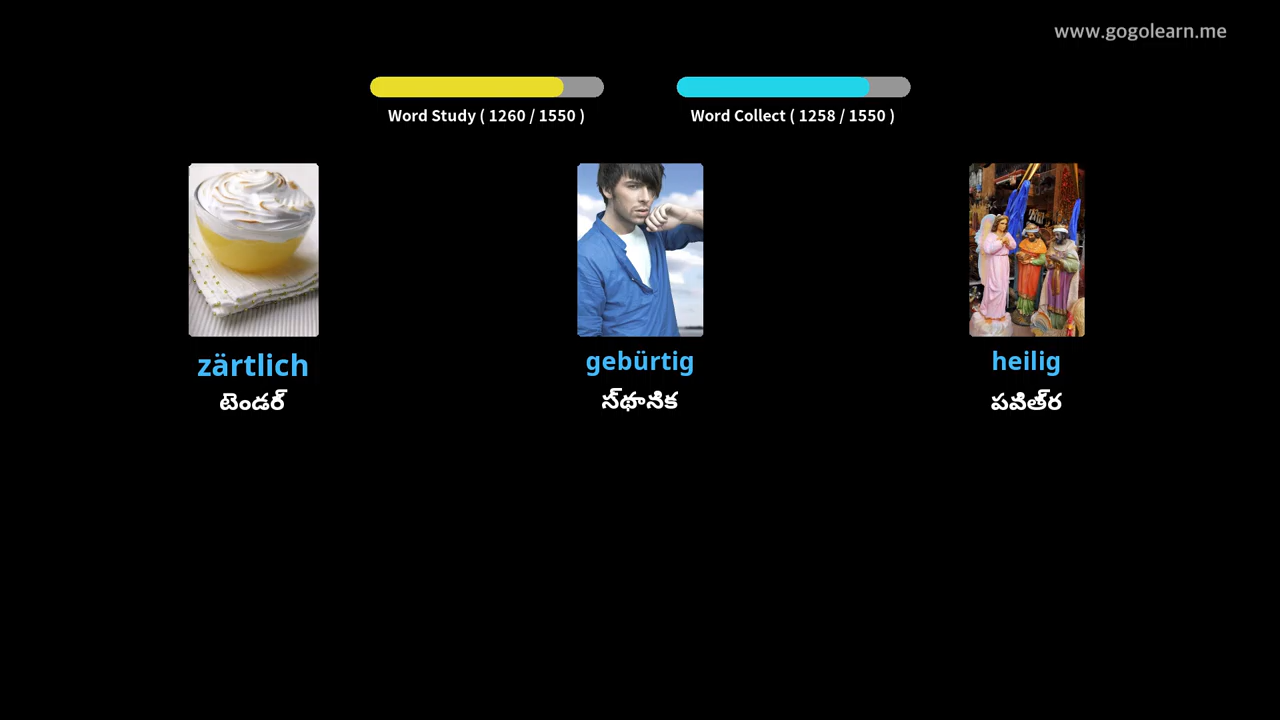 www.gogolearn.me
Word Study ( 1260 / 1550 )
Word Collect ( 1258 / 1550 )
zärtlich
gebürtig
heilig
టెండర్
స్థానిక
పవిత్ర